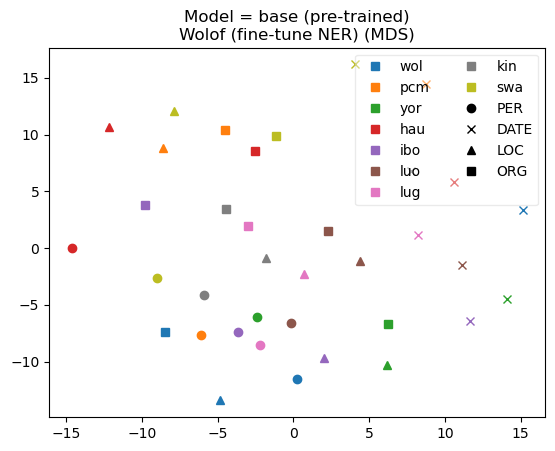 Model = base (pre-trained)
Wolof (fine-tune NER) (MDS)
15
10
5
0
−5
−10
−15
−10
−5
0
5
10
15
wol
pcm
yor
hau
ibo
luo
lug
kin
swa
PER
DATE
LOC
ORG